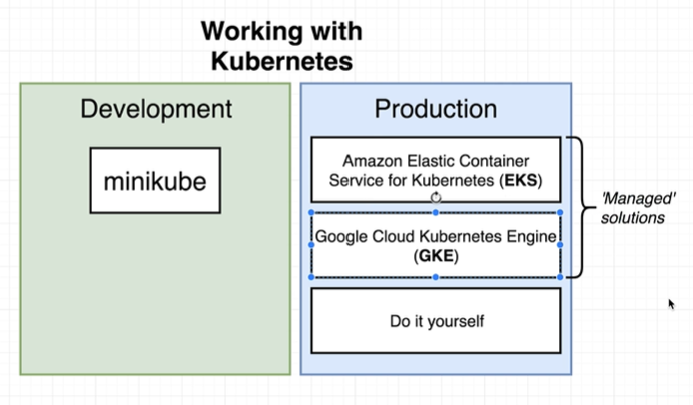 Working with
Kubernetes
Development
minikube
Production
Amazon Elastic Container
Service for Kubernetes (EKS)
Google Cloud Kubernetes Engine
(GKE)
Do it yourself
'Managed'
solutions